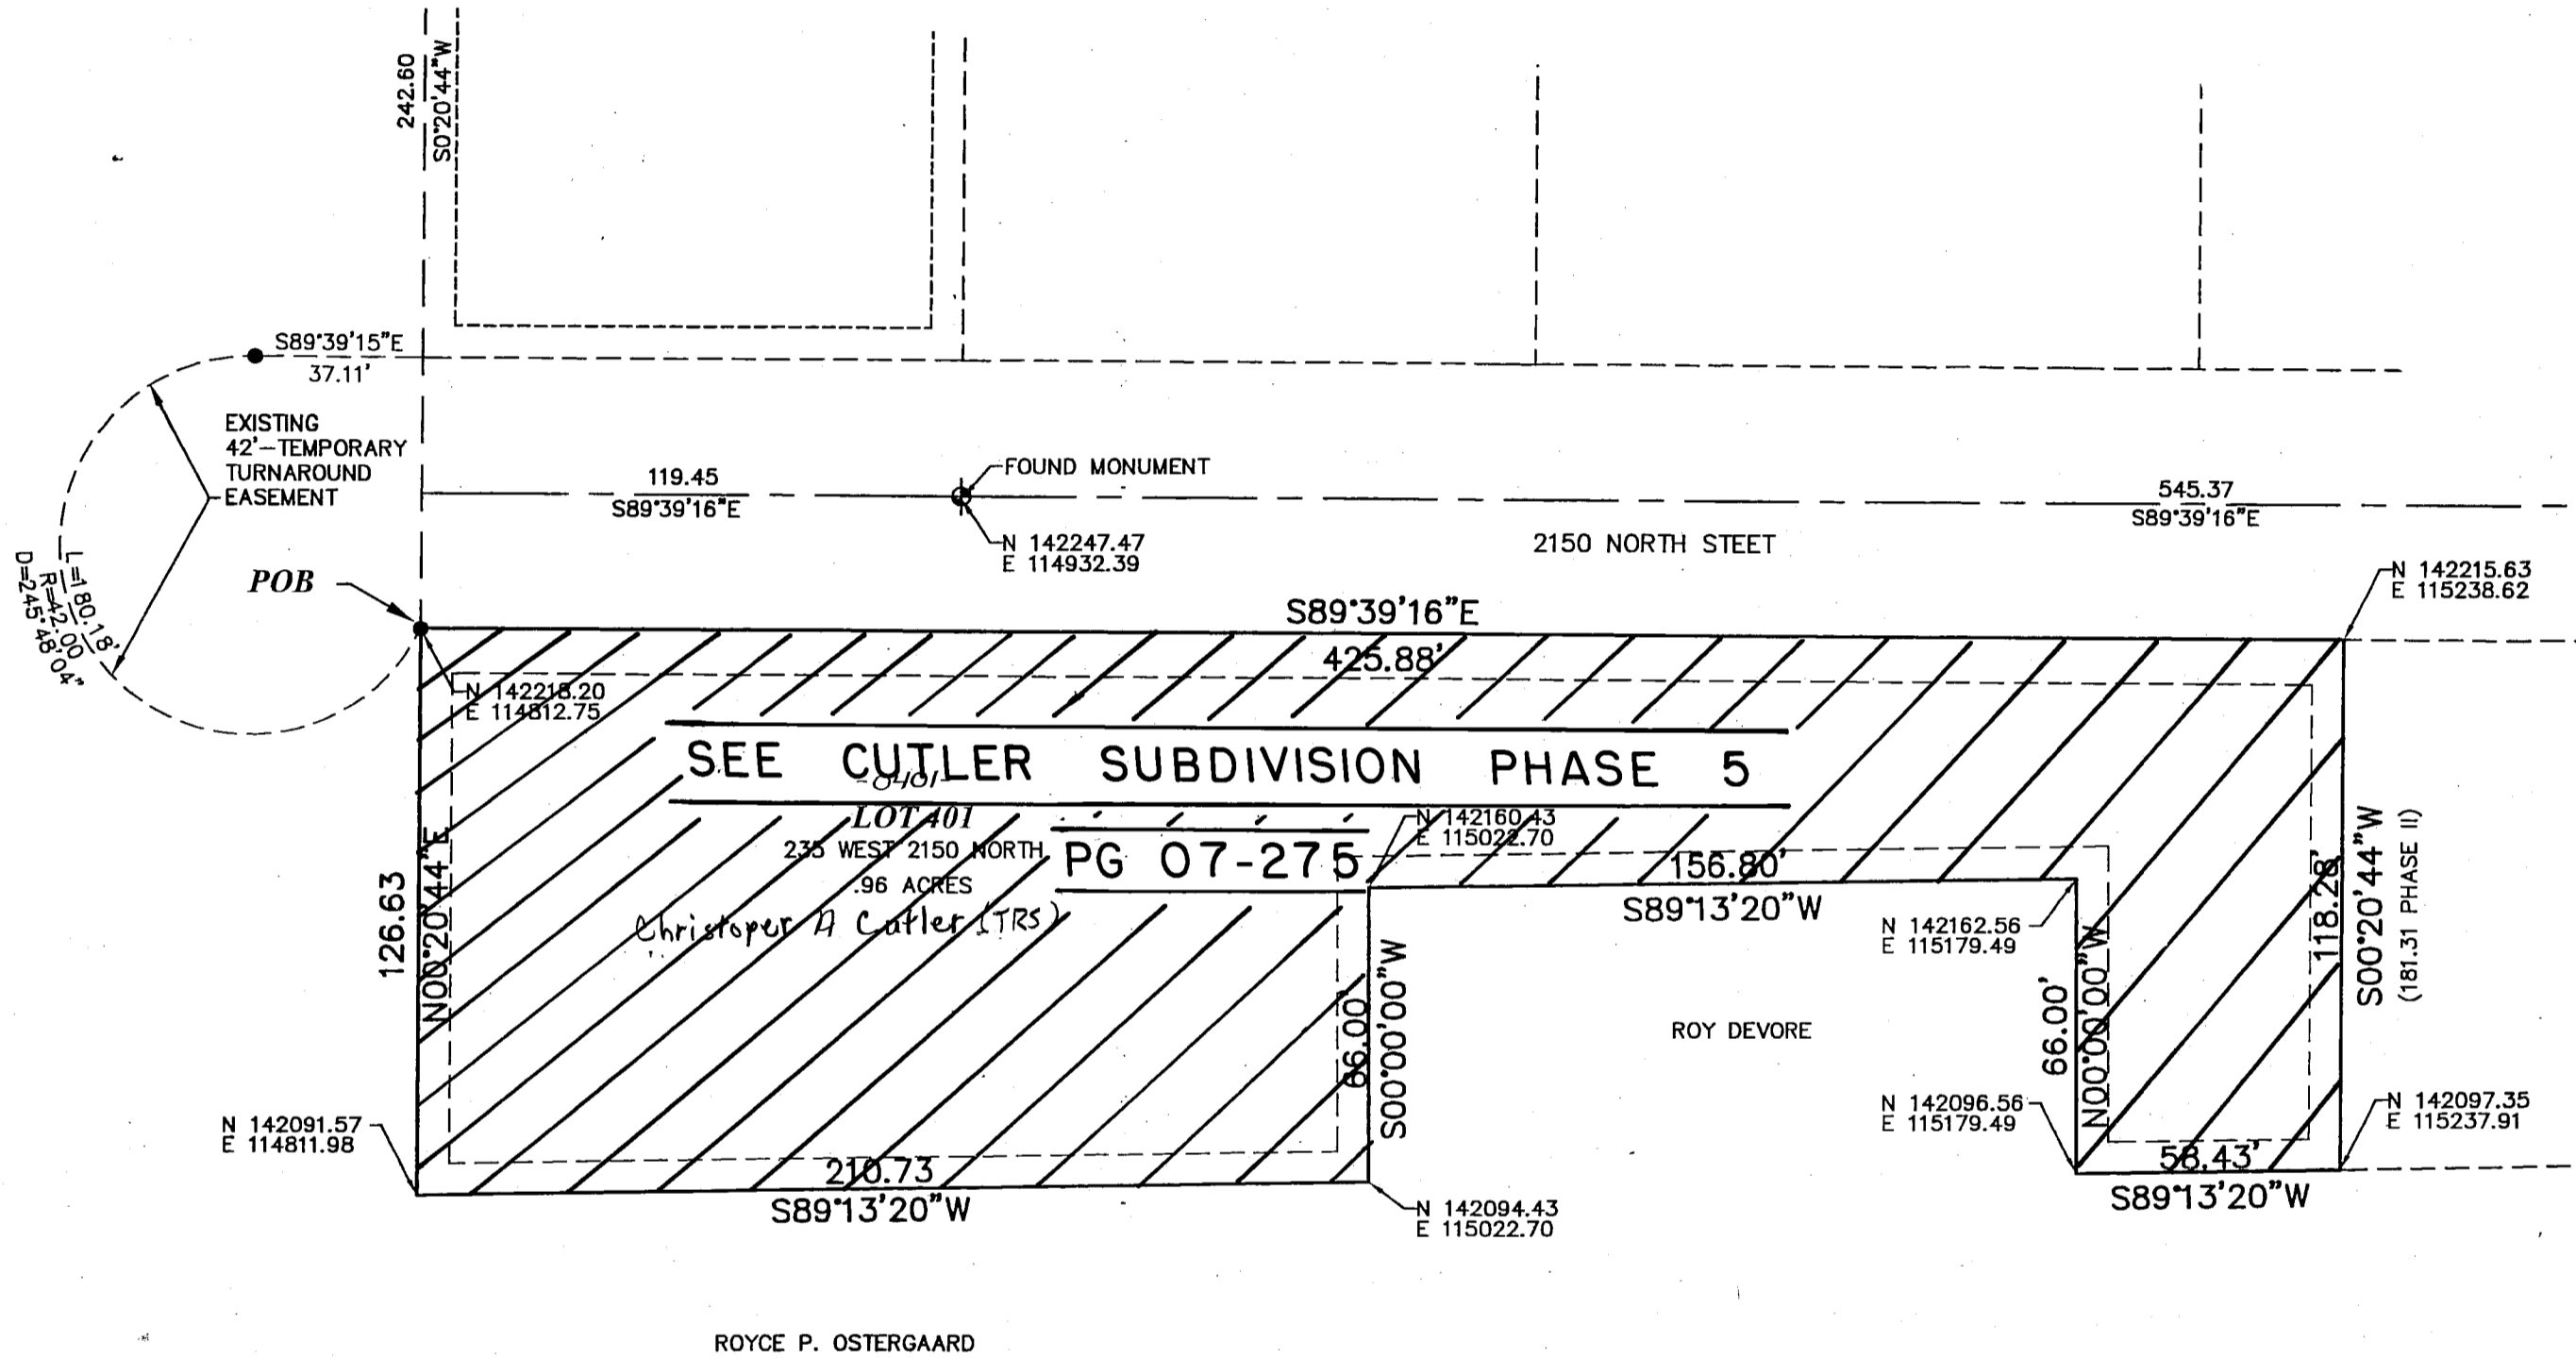 242.60
S0°20'44"W
S89°39'15"E
37.11'
EXISTING
42'-TEMPORARY
TURNAROUND
EASEMENT
L=180.18'
R=42.00
D=245°48'04"
119.45
S89°39'16"E
FOUND MONUMENT
N 142247.47
E 114932.39
545.37
S89°39'16"E
2150 NORTH STEET
POB
N 142215.63
E 115238.62
S89°39'16"E
425.88'
N 142218.20
E 114812.75
SEE CUTLER SUBDIVISION PHASE 5
-0401-
LOT 401
235 WEST 2150 NORTH
.96 ACRES
PG 07-275
Christoper A Cutler (TRS)
N 142160.43
E 115022.70
156.80'
S89°13'20"W
N 142162.56
E 115179.49
126.63
N00°20'44"E
66.00'
S00°00'00"W
ROY DEVORE
66.00'
N00°00'00"W
118.28'
S00°20'44"W
(181.31 PHASE II)
N 142091.57
E 114811.98
210.73
S89°13'20"W
N 142094.43
E 115022.70
N 142096.56
E 115179.49
58.43'
S89°13'20"W
N 142097.35
E 115237.91
ROYCE P. OSTERGAARD